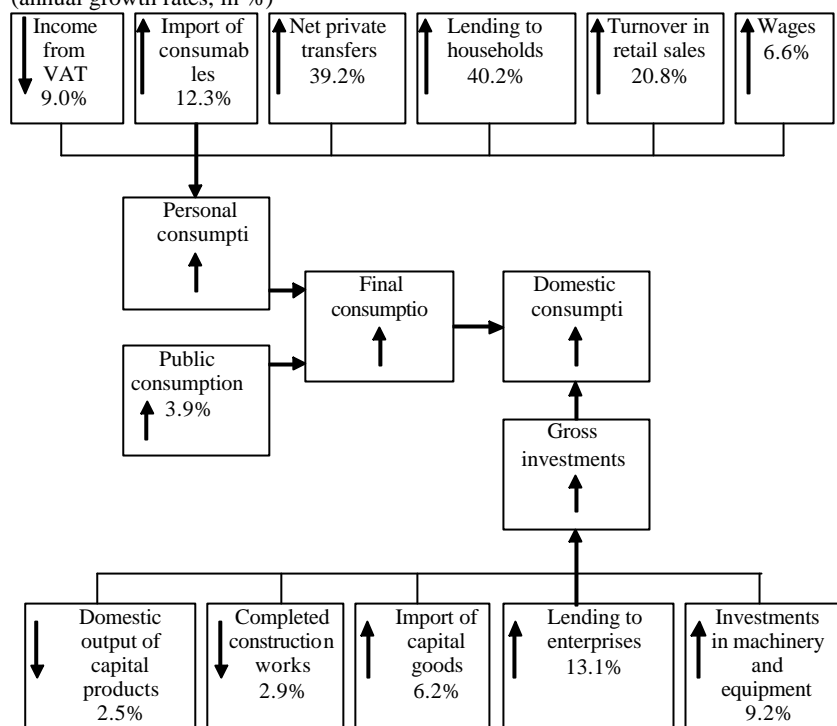 (annual growth rates, in %)
Income
from
VAT
9.0%
Import of
consumab
les
12.3%
Net private
transfers
39.2%
Lending to
households
40.2%
Turnover in
retail sales
20.8%
Wages
6.6%
Personal
consumpti
Final
consumptio
Domestic
consumpti
Public
consumption
3.9%
Gross
investments
Domestic
output of
capital
products
2.5%
Completed
construction
works
2.9%
Import of
capital
goods
6.2%
Lending to
enterprises
13.1%
Investments
in machinery
and
equipment
9.2%